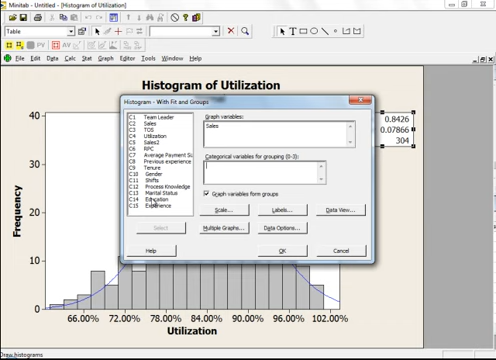 Minitab - Untitled - [Histogram of Utilization]
Table
File Edit Data Calc Stat Graph Editor Tools Window Help
Histogram of Utilization
Histogram - With Fit and Groups
C1 Team Leader
C2 Sales
C3 TOS
C4 Utilization
C5 Sales2
C6 RPC
C7 Average Payment Sc
C8 Previous experience
C9 Tenure
C10 Gender
C11 Shifts
C12 Process Knowledge
C13 Marital Status
C14 Education
C15 Experience
Select
Help
Graph variables:
Sales
Categorical variables for grouping (0-3):
Graph variables form groups
Scale... Labels... Data View...
Multiple Graphs... Data Options...
OK Cancel
0.8426
0.07866
304
Frequency
40
30
20
10
0
66.00% 72.00% 78.00% 84.00% 90.00% 96.00% 102.00%
Utilization
Draw histograms